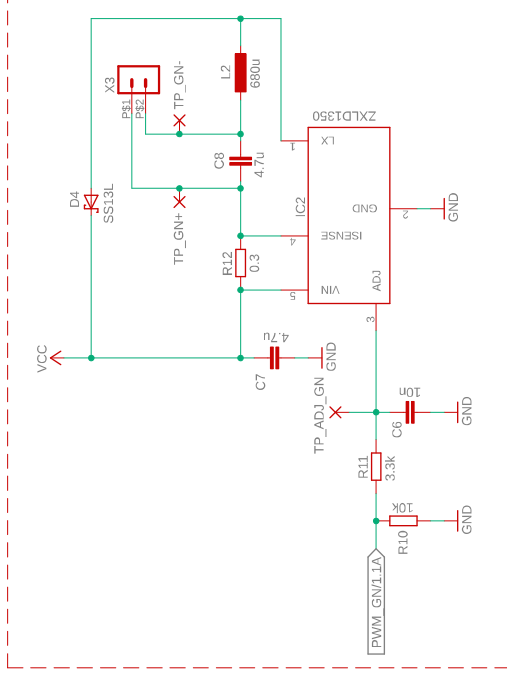 X3
P$1
P$2
TP_GN-
L2
680u
ZXLD1350
LX
1
C8
4.7u
D4
SS13L
TP_GN+
IC2
GND
2
GND
ISENSE
4
R12
0.3
VIN
5
ADJ
3
VCC
4.7u
C7
GND
TP_ADJ_GN
10n
C6
GND
R11
3.3k
10k
R10
GND
PWM_GN/1.1A